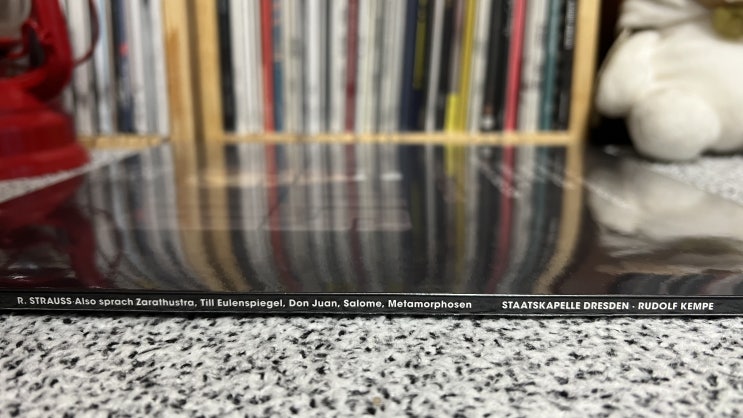 R. STRAUSS·Also sprach Zarathustra, Till Eulenspiegel, Don Juan, Salome, Metamorphosen STAATSKAPELLE DRESDEN · RUDOLF KEMPE